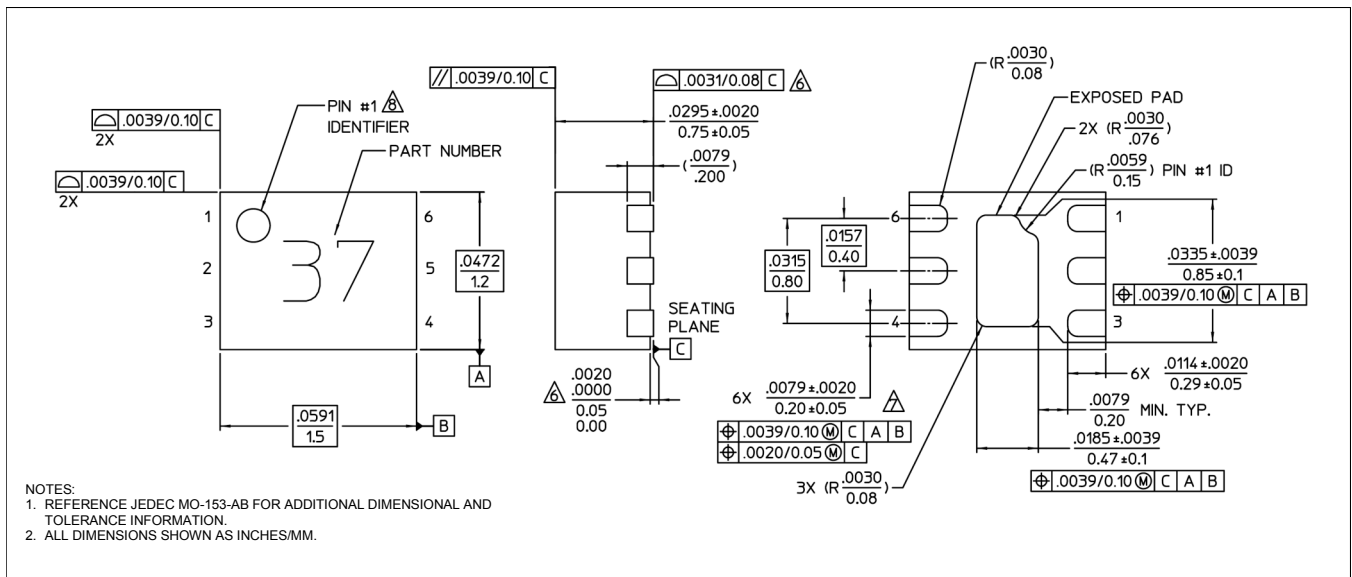 // .0039/0.10 C
.0031/0.08 C 6
.0039/0.10 C
2X
.0039/0.10 C
2X
PIN #1 8
IDENTIFIER
PART NUMBER
37
1
2
3
6
5
4
.0472
1.2
A
.0591
1.5
B
.0295±.0020
0.75±0.05
(.0079)
.200
SEATING
PLANE
C
6 .0020
.0000
0.05
0.00
(R .0030)
0.08
EXPOSED PAD
2X (R .0030)
.076
(R .0059) PIN #1 ID
0.15
6
4
1
3
.0315
0.80
.0157
0.40
.0335±.0039
0.85±0.1
.0039/0.10 Ⓜ C A B
6X .0114±.0020
0.29±0.05
6X .0079±.0020
0.20±0.05
7
.0039/0.10 Ⓜ C A B
.0020/0.05 Ⓜ C
.0079 MIN. TYP.
0.20
.0185±.0039
0.47±0.1
.0039/0.10 Ⓜ C A B
3X (R .0030)
0.08
NOTES:
1. REFERENCE JEDEC MO-153-AB FOR ADDITIONAL DIMENSIONAL AND
TOLERANCE INFORMATION.
2. ALL DIMENSIONS SHOWN AS INCHES/MM.